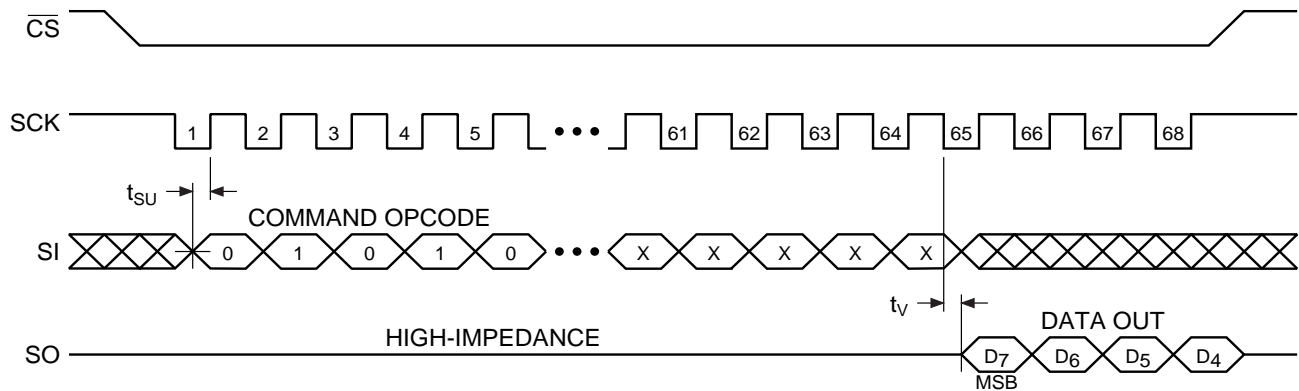 CS
SCK 1 2 3 4 5 ••• 61 62 63 64 65 66 67 68
tSU
COMMAND OPCODE
SI 0 1 0 1 0 ••• X X X X X
tV
HIGH-IMPEDANCE
DATA OUT
SO D7 D6 D5 D4
MSB